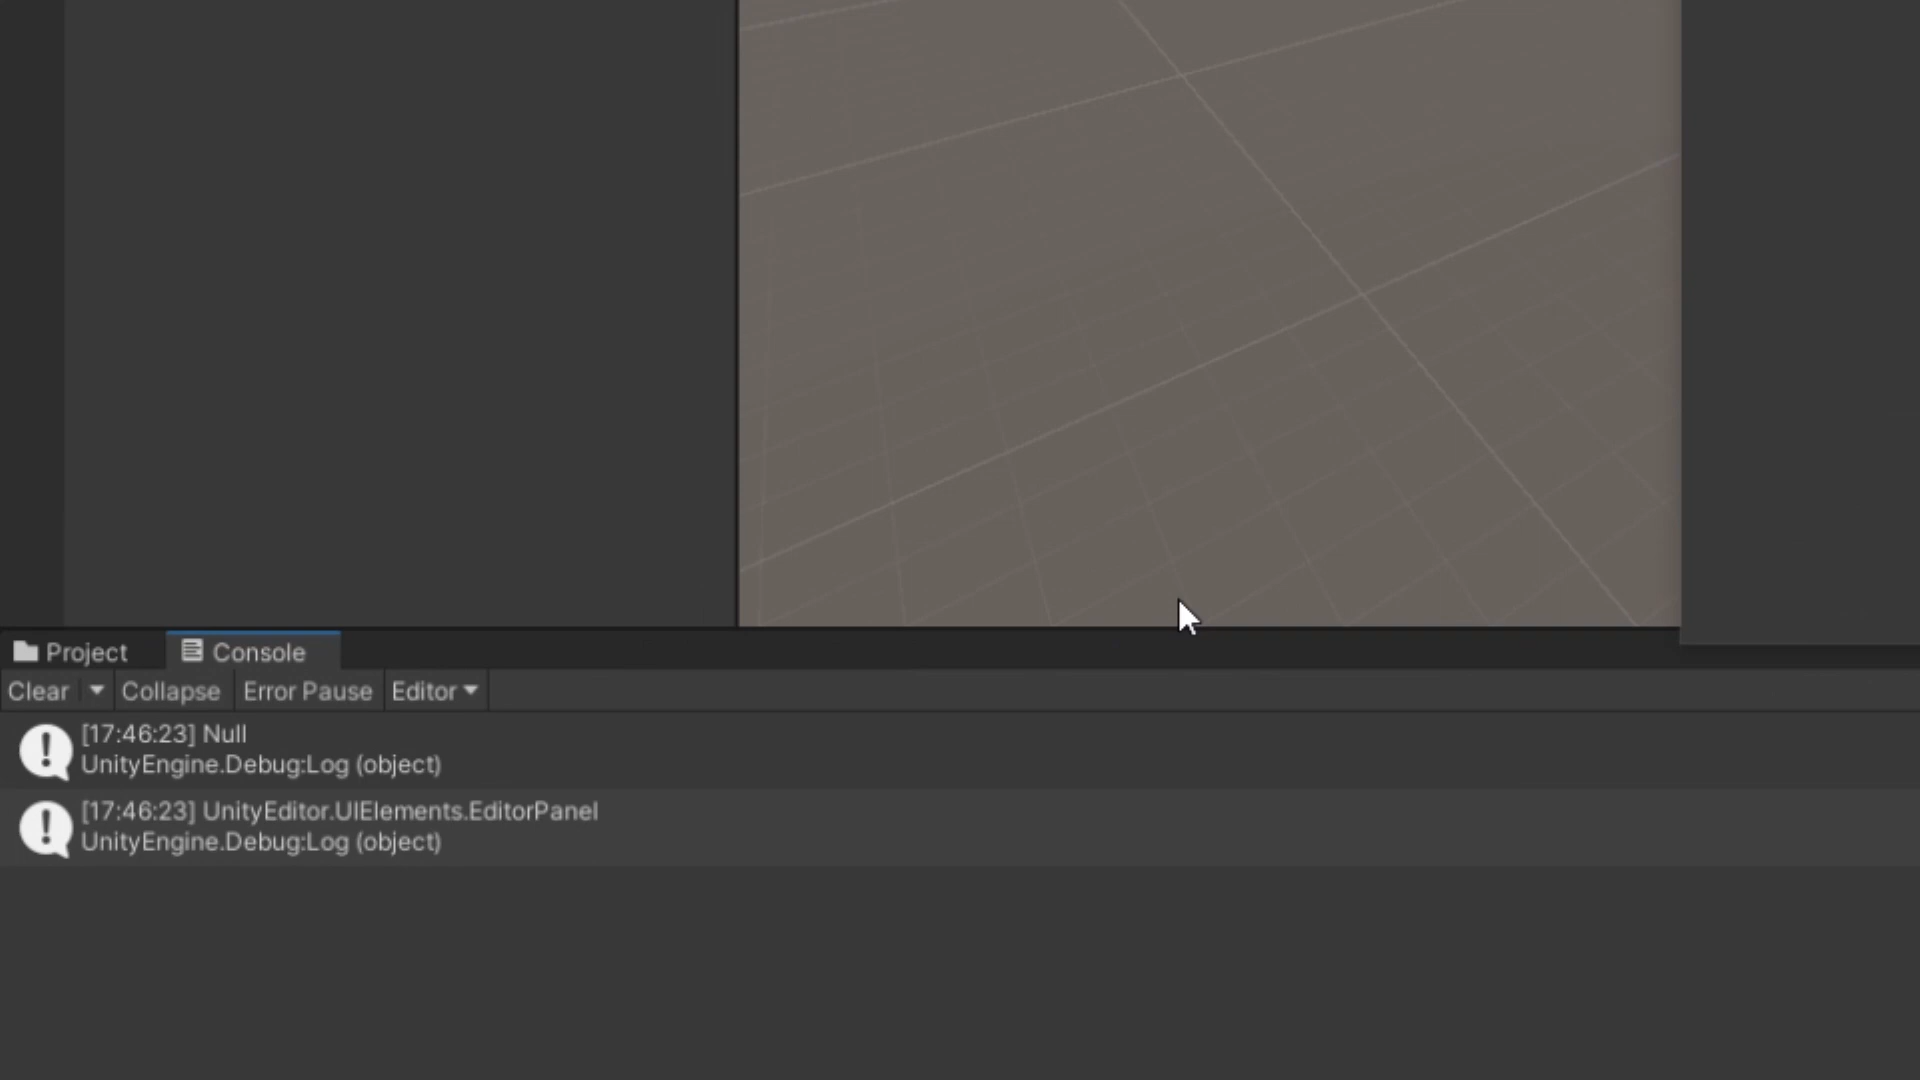 Project
Console
Clear
Collapse
Error Pause
Editor
[17:46:23] Null
UnityEngine.Debug:Log (object)
[17:46:23] UnityEditor.UIElements.EditorPanel
UnityEngine.Debug:Log (object)